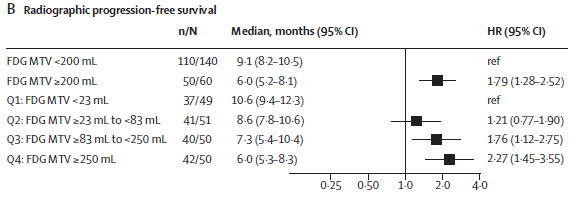 B Radiographic progression-free survival
n/N Median, months (95% CI) HR (95% CI)
FDG MTV <200 mL 110/140 9·1 (8·2–10·5) ref
FDG MTV ≥200 mL 50/60 6·0 (5·2–8·1) 1·79 (1·28–2·52)
Q1: FDG MTV <23 mL 37/49 10·6 (9·4–12·3) ref
Q2: FDG MTV ≥23 mL to <83 mL 41/51 8·6 (7·8–10·6) 1·21 (0·77–1·90)
Q3: FDG MTV ≥83 mL to <250 mL 40/50 7·3 (5·4–10·4) 1·76 (1·12–2·75)
Q4: FDG MTV ≥250 mL 42/50 6·0 (5·3–8·3) 2·27 (1·45–3·55)
0·25 0·50 1·0 2·0 4·0